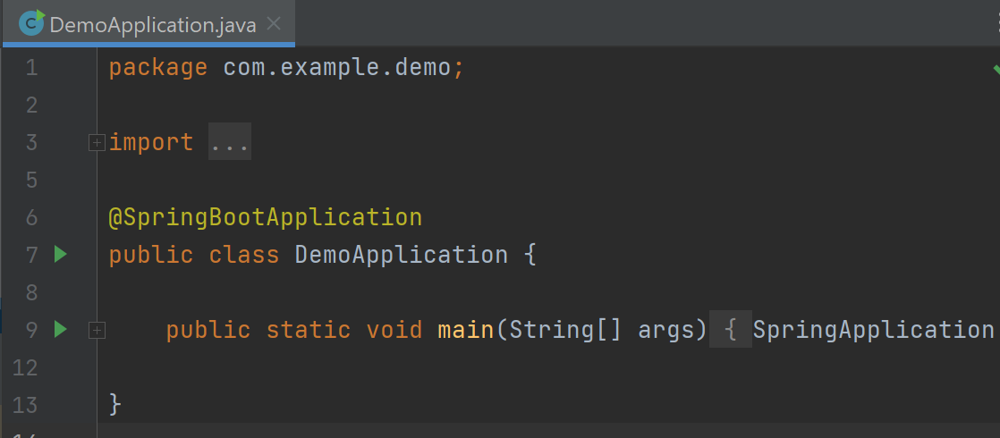 DemoApplication.java
1 package com.example.demo;
2
3 import ...
5
6 @SpringBootApplication
7 public class DemoApplication {
8
9 public static void main(String[] args) { SpringApplication
12
13 }